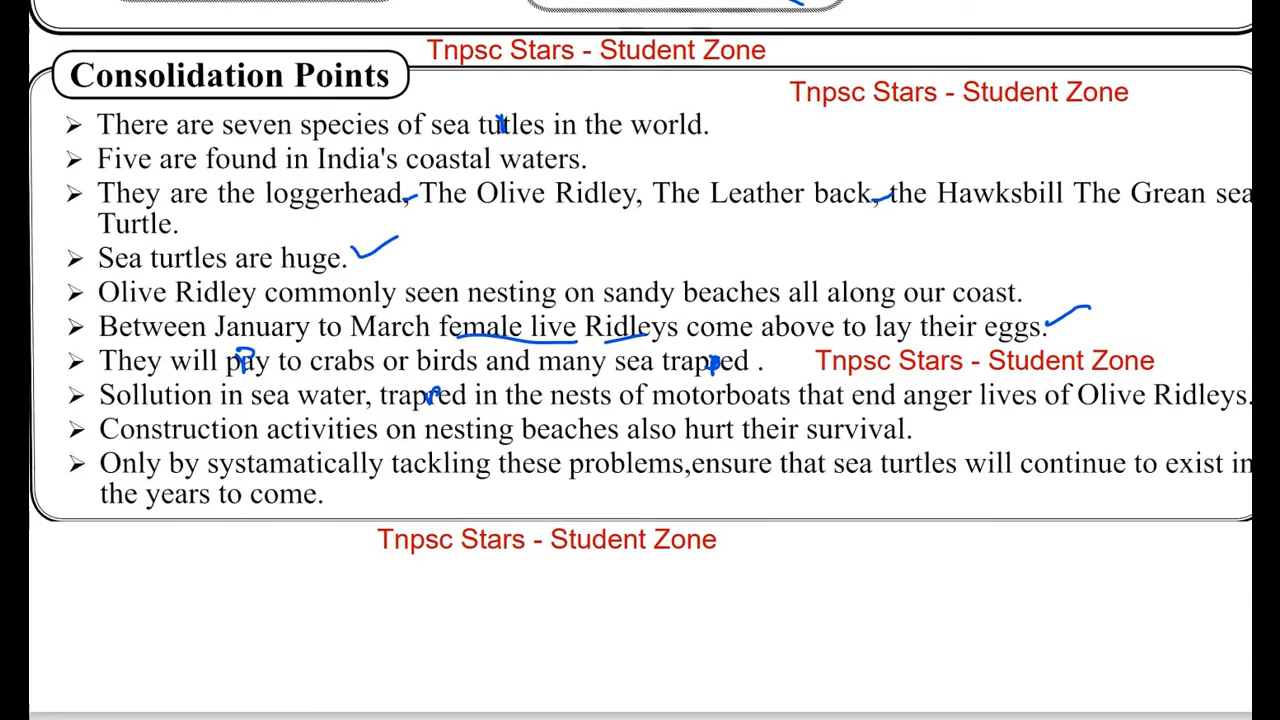 Tnpsc Stars - Student Zone
Consolidation Points
Tnpsc Stars - Student Zone
➢ There are seven species of sea tutles in the world.
➢ Five are found in India's coastal waters.
➢ They are the loggerhead, The Olive Ridley, The Leather back, the Hawksbill The Grean sea
Turtle.
➢ Sea turtles are huge.
➢ Olive Ridley commonly seen nesting on sandy beaches all along our coast.
➢ Between January to March female live Ridleys come above to lay their eggs.
➢ They will pay to crabs or birds and many sea trapped . Tnpsc Stars - Student Zone
➢ Sollution in sea water, trapred in the nests of motorboats that end anger lives of Olive Ridleys.
➢ Construction activities on nesting beaches also hurt their survival.
➢ Only by systamatically tackling these problems,ensure that sea turtles will continue to exist in
the years to come.
Tnpsc Stars - Student Zone